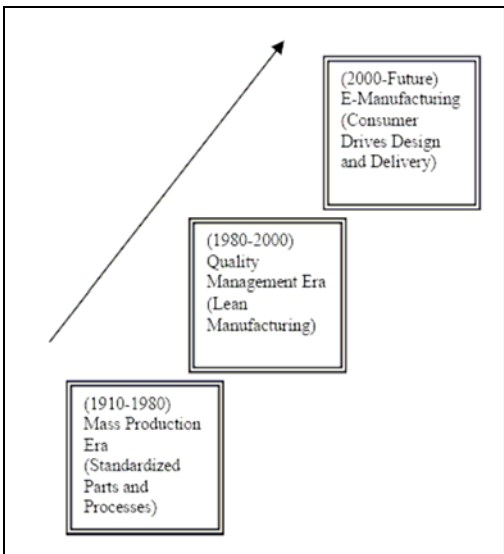 (2000-Future)
E-Manufacturing
(Consumer
Drives Design
and Delivery)
(1980-2000)
Quality
Management Era
(Lean
Manufacturing)
(1910-1980)
Mass Production
Era
(Standardized
Parts and
Processes)